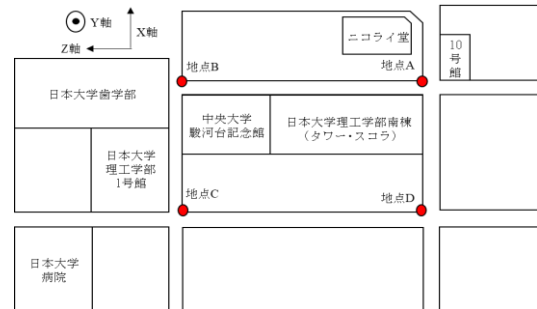 Y軸
X軸
Z軸
ニコライ堂
10
号
館
地点B
地点A
日本大学歯学部
中央大学
駿河台記念館
日本大学理工学部南棟
（タワー・スコラ）
日本大学
理工学部
1号館
地点C
地点D
日本大学
病院